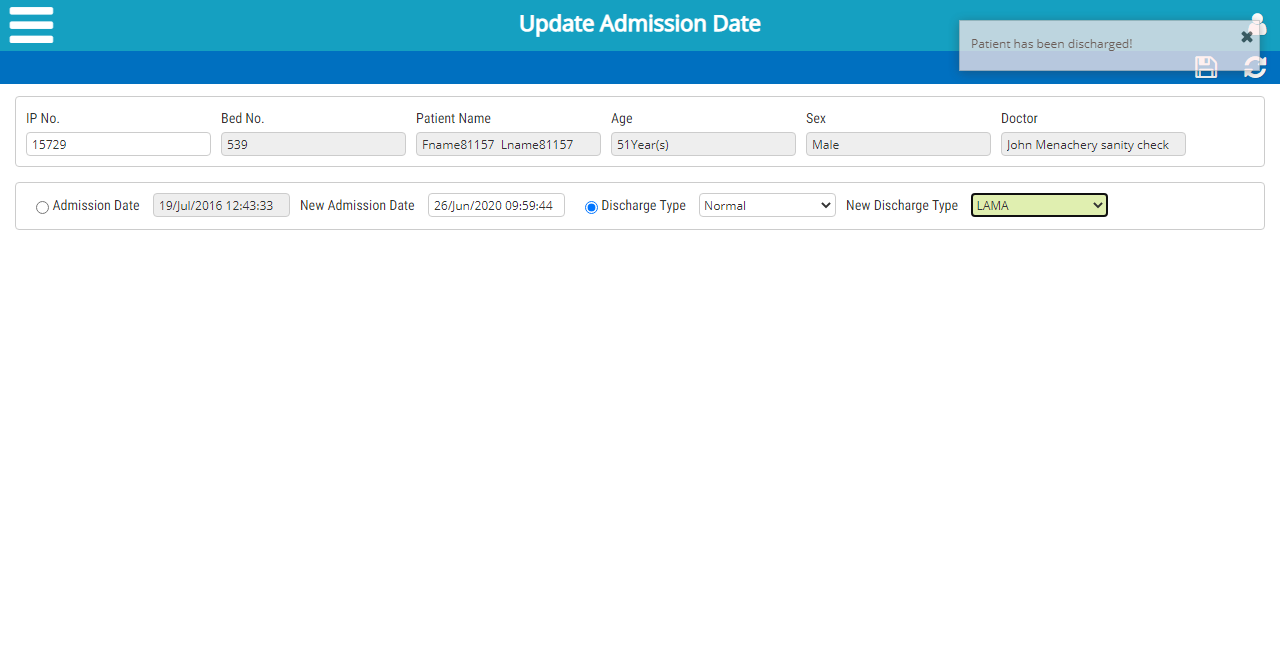 Update Admission Date
Patient has been discharged!
IP No. Bed No. Patient Name Age Sex Doctor
15729 539 Fname81157 Lname81157 51Year(s) Male John Menachery sanity check
Admission Date 19/Jul/2016 12:43:33 New Admission Date 26/Jun/2020 09:59:44 Discharge Type Normal New Discharge Type LAMA